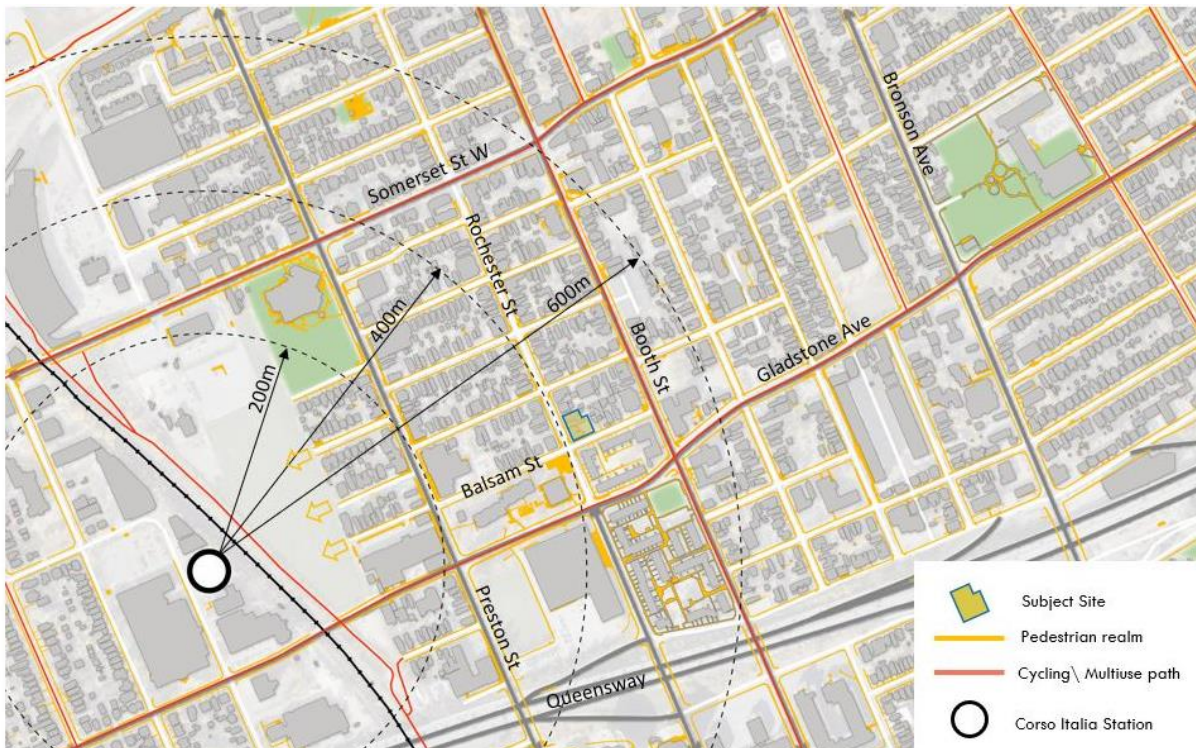 Bronson Ave
Somerset St W
Rochester St
400m
600m
200m
Booth St
Gladstone Ave
Balsam St
Preston St
Queensway
Subject Site
Pedestrian realm
Cycling\ Multiuse path
Corso Italia Station